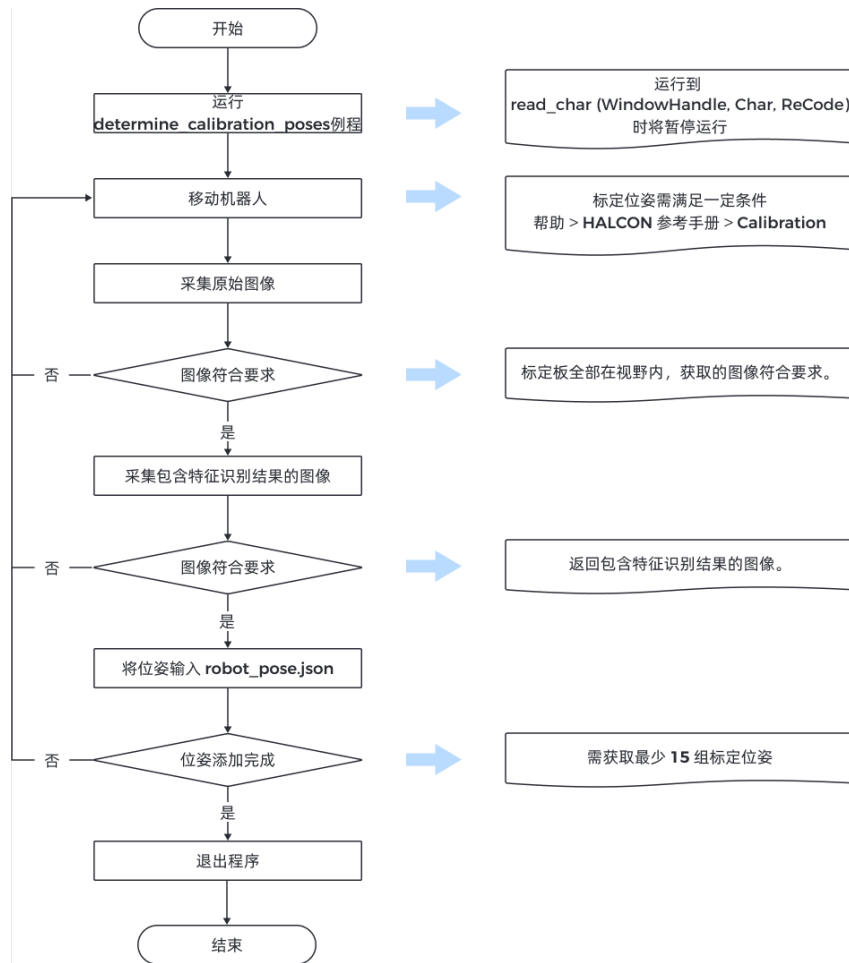 开始
运行
determine_calibration_poses例程
运行到
read_char (WindowHandle, Char, ReCode)
时将暂停运行
移动机器人
标定位姿需满足一定条件
帮助 > HALCON 参考手册 > Calibration
采集原始图像
否
图像符合要求
标定板全部在视野内，获取的图像符合要求。
是
采集包含特征识别结果的图像
否
图像符合要求
返回包含特征识别结果的图像。
是
将位姿输入 robot_pose.json
否
位姿添加完成
需获取最少 15 组标定位姿
是
退出程序
结束